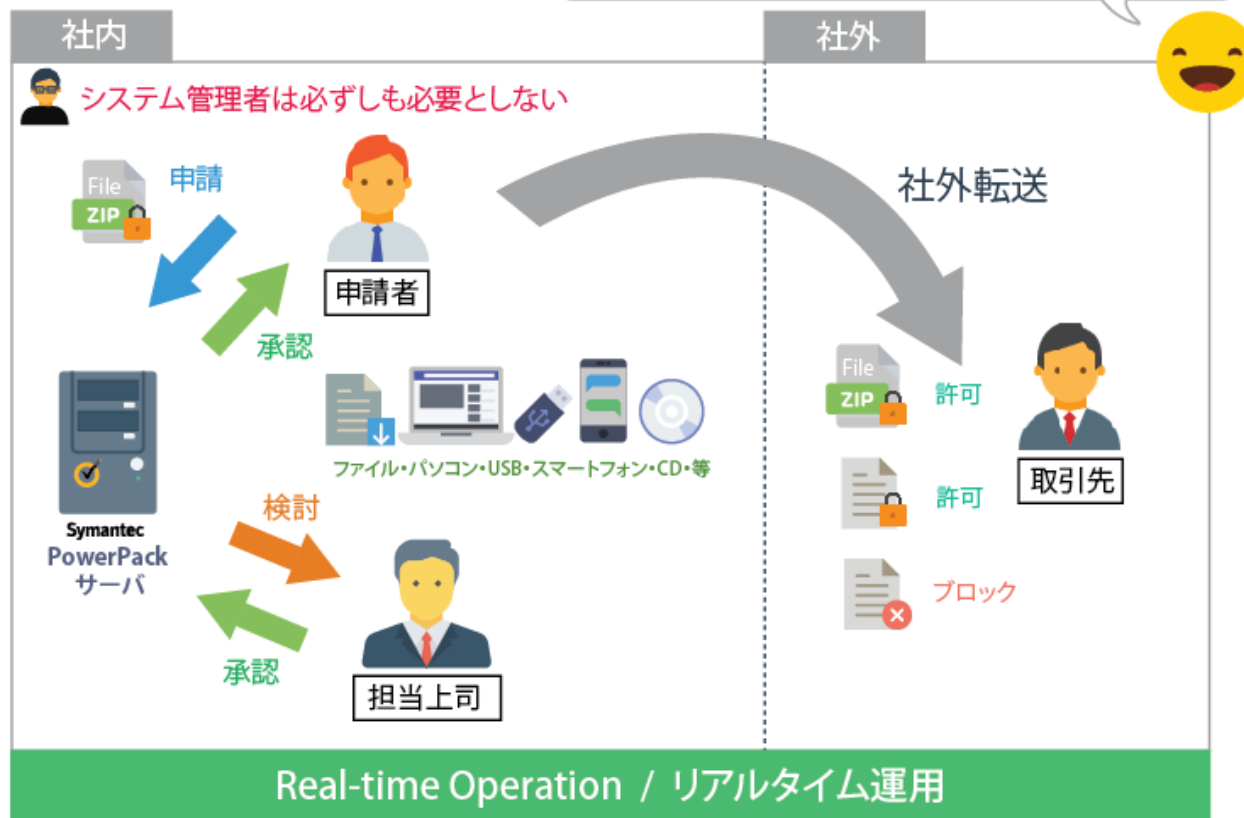 社内
社外
システム管理者は必ずしも必要としない
File
ZIP
申請
申請者
承認
社外転送
Symantec
PowerPack
サーバ
ファイル・パソコン・USB・スマートフォン・CD・等
検討
承認
担当上司
File
ZIP
許可
許可
ブロック
取引先
Real-time Operation / リアルタイム運用